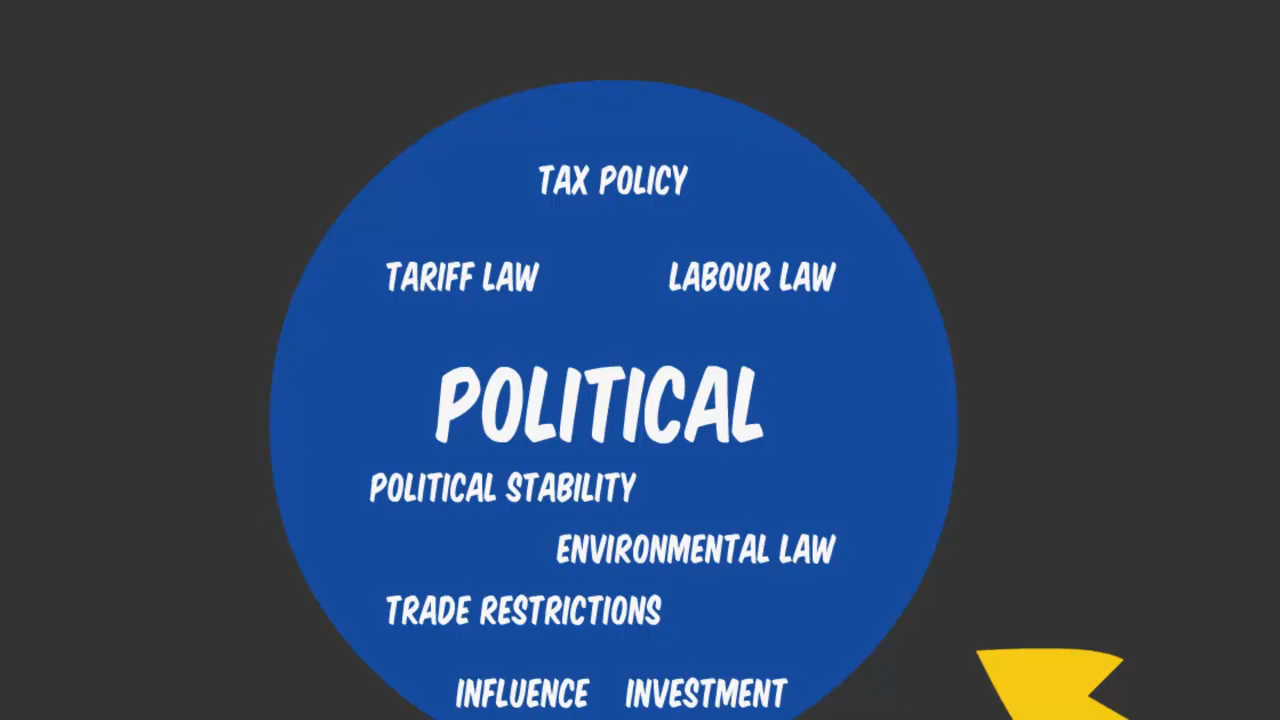 TAX POLICY
TARIFF LAW LABOUR LAW
POLITICAL
POLITICAL STABILITY
ENVIRONMENTAL LAW
TRADE RESTRICTIONS
INFLUENCE INVESTMENT